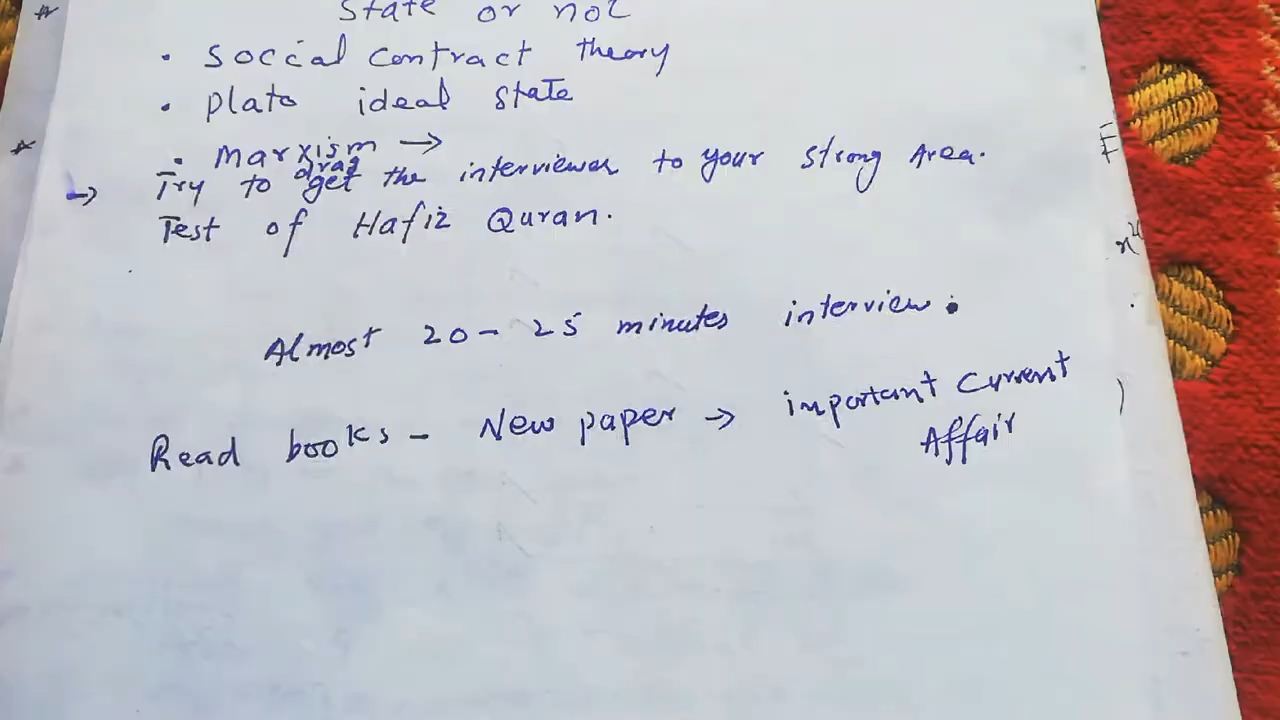 State or not
• Social contract theory
• Plato ideal state
• Marxism →
→ Try to drag get the interviewer to your strong Area.
Test of Hafiz Quran.
Almost 20 - 25 minutes interview.
Read books - New paper → important Current
Affair